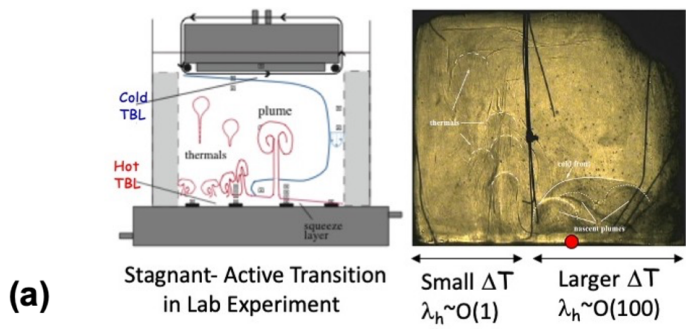 Cold
TBL
plume
thermals
Hot
TBL
squeeze
layer
thermals
cold front
nascent plumes
(a)
Stagnant- Active Transition
in Lab Experiment
Small ΔT
λh~O(1)
Larger ΔT
λh~O(100)